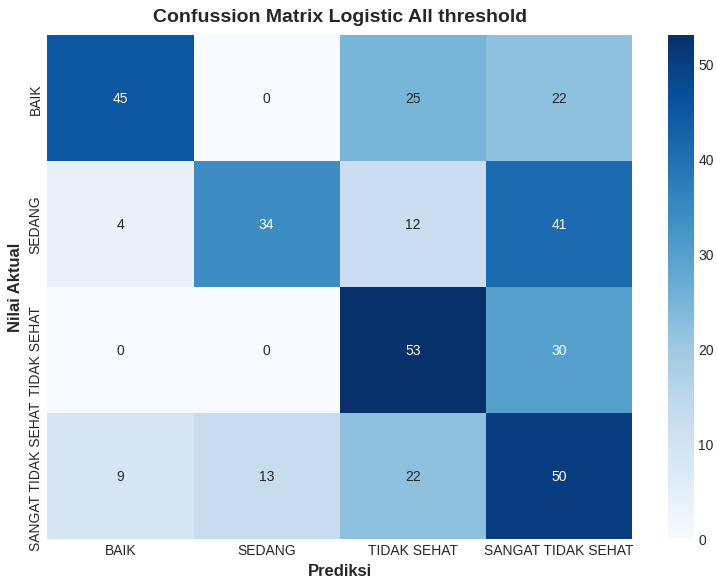 Confussion Matrix Logistic All threshold
Nilai Aktual
BAIK
45
0
25
22
SEDANG
4
34
12
41
TIDAK SEHAT
0
0
53
30
SANGAT TIDAK SEHAT
9
13
22
50
BAIK
SEDANG
TIDAK SEHAT
SANGAT TIDAK SEHAT
Prediksi
50
40
30
20
10
0